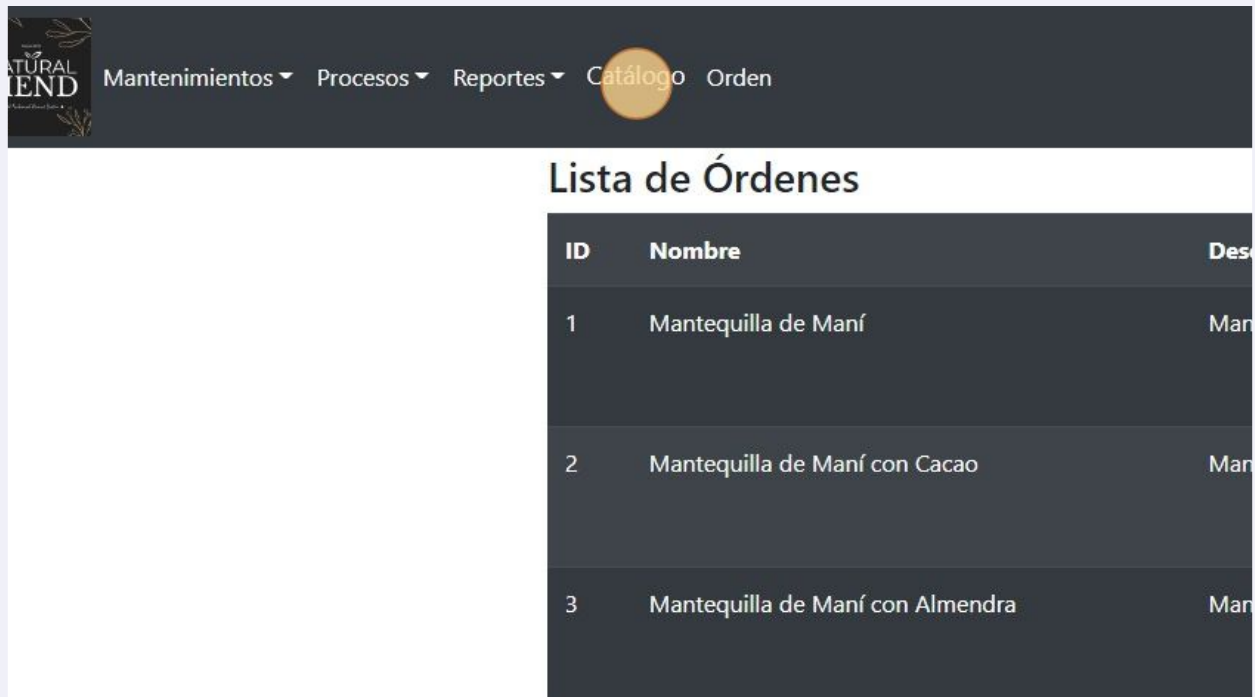 Mantenimientos Procesos Reportes Catálogo Orden
Lista de Órdenes
ID Nombre
1 Mantequilla de Maní
2 Mantequilla de Maní con Cacao
3 Mantequilla de Maní con Almendra